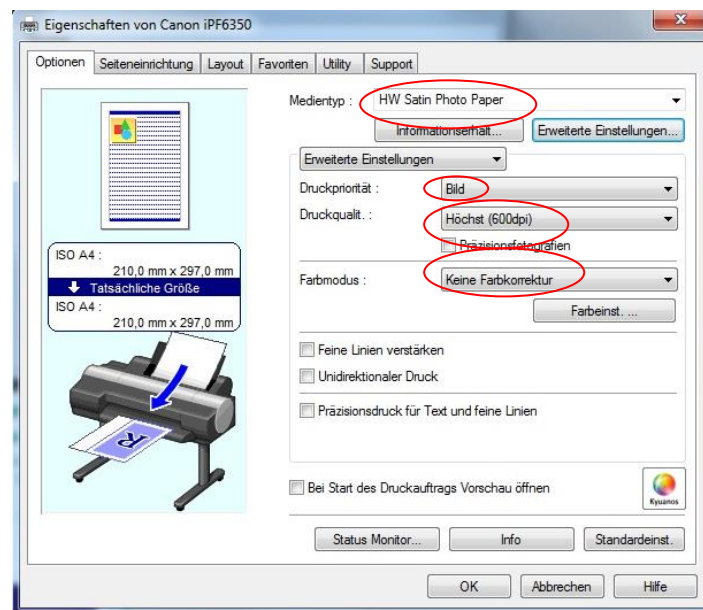 Eigenschaften von Canon iPF6350
Optionen Seiteneinrichtung Layout Favoriten Utility Support
Medientyp : HW Satin Photo Paper
Informationserhalt... Erweiterte Einstellungen...
Erweiterte Einstellungen
Druckpriorität : Bild
Druckqualit. : Höchst (600dpi)
Präzisionsfotografien
ISO A4 :
210,0 mm x 297,0 mm
Tatsächliche Größe
ISO A4 :
210,0 mm x 297,0 mm
Farbmodus : Keine Farbkorrektur
Farbeinst. ...
Feine Linien verstärken
Unidirektionaler Druck
Präzisionsdruck für Text und feine Linien
R
Bei Start des Druckauftrags Vorschau öffnen
Kyuanos
Status Monitor... Info Standardeinst.
OK Abbrechen Hilfe